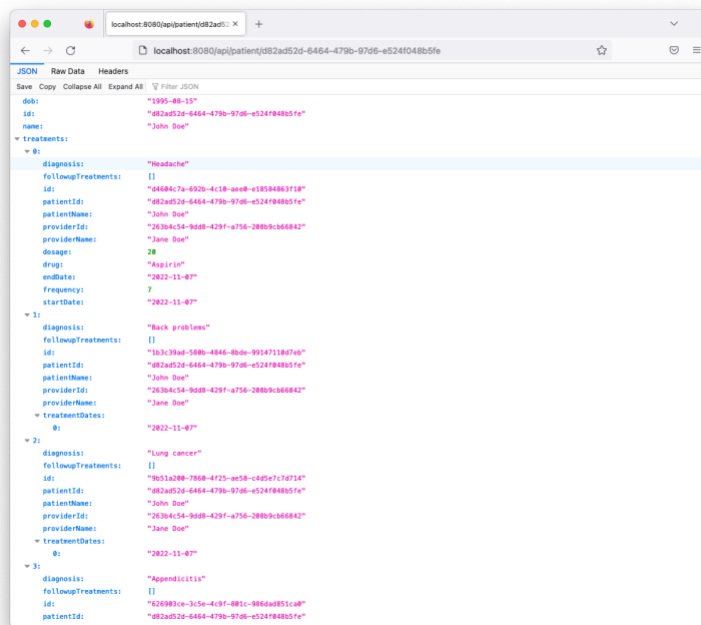 localhost:8080/api/patient/d82ad52
localhost:8080/api/patient/d82ad52d-6464-479b-97d6-e524f048b5fe
JSON Raw Data Headers
Save Copy Collapse All Expand All Filter JSON
dob: "1995-08-15"
id: "d82ad52d-6464-479b-97d6-e524f048b5fe"
name: "John Doe"
treatments:
0:
diagnosis: "Headache"
followupTreatments: []
id: "d4604c7a-692b-4c10-aee0-e18584863f10"
patientId: "d82ad52d-6464-479b-97d6-e524f048b5fe"
patientName: "John Doe"
providerId: "263b4c54-9dd8-429f-a756-208b9cb66842"
providerName: "Jane Doe"
dosage: 20
drug: "Aspirin"
endDate: "2022-11-07"
frequency: 7
startDate: "2022-11-07"
1:
diagnosis: "Back problems"
followupTreatments: []
id: "1b3c39ad-580b-4846-8bde-99147110d7eb"
patientId: "d82ad52d-6464-479b-97d6-e524f048b5fe"
patientName: "John Doe"
providerId: "263b4c54-9dd8-429f-a756-208b9cb66842"
providerName: "Jane Doe"
treatmentDates:
0: "2022-11-07"
2:
diagnosis: "Lung cancer"
followupTreatments: []
id: "9b51a200-7860-4f25-ae58-c4d5e7c7d714"
patientId: "d82ad52d-6464-479b-97d6-e524f048b5fe"
patientName: "John Doe"
providerId: "263b4c54-9dd8-429f-a756-208b9cb66842"
providerName: "Jane Doe"
treatmentDates:
0: "2022-11-07"
3:
diagnosis: "Appendicitis"
followupTreatments: []
id: "626903ce-3c5e-4c9f-801c-986dad851ca0"
patientId: "d82ad52d-6464-479b-97d6-e524f048b5fe"